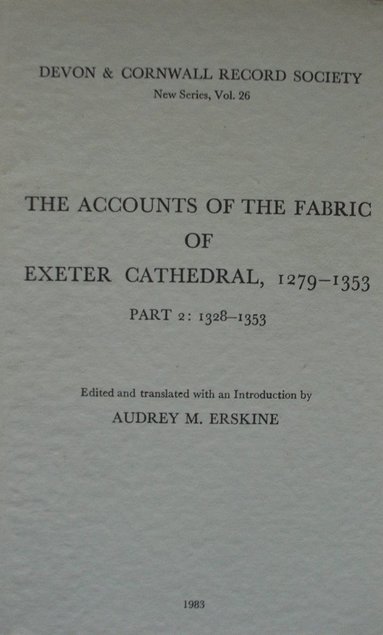 DEVON & CORNWALL RECORD SOCIETY
New Series, Vol. 26
THE ACCOUNTS OF THE FABRIC
OF
EXETER CATHEDRAL, 1279–1353
PART 2: 1328–1353
Edited and translated with an Introduction by
AUDREY M. ERSKINE
1983